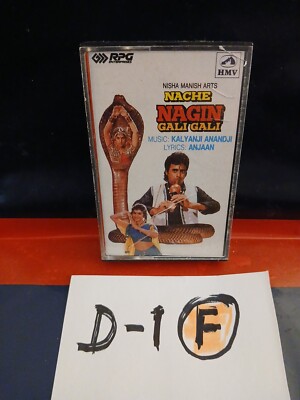 RPG
HMV
NISHA MANISH ARTS
NACHE
NAGIN
GALI GALI
MUSIC: KALYANJI ANANDJI
LYRICS: ANJAAN
D-1 F